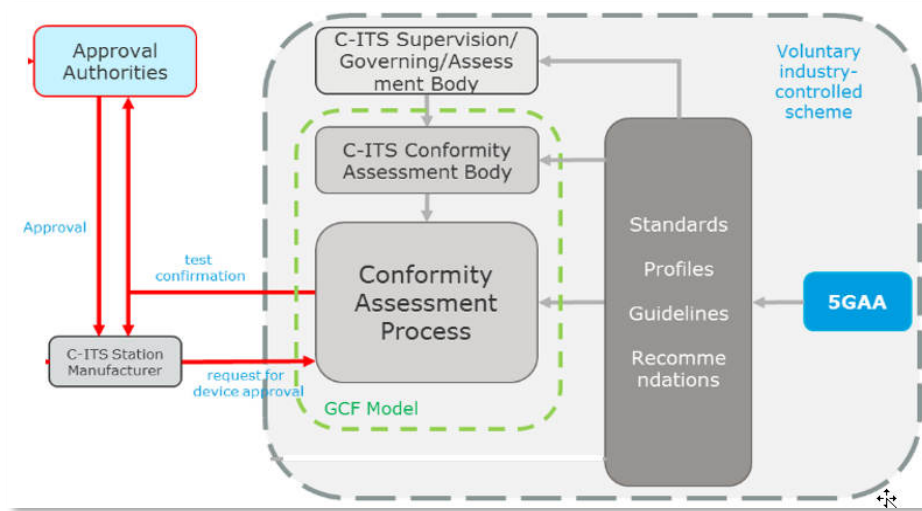 Approval
Authorities
C-ITS Supervision/
Governing/Assess
ment Body
Voluntary
industry-
controlled
scheme
C-ITS Conformity
Assessment Body
Approval
test
confirmation
Conformity
Assessment
Process
Standards
Profiles
Guidelines
Recomme
ndations
5GAA
C-ITS Station
Manufacturer
request for
device approval
GCF Model